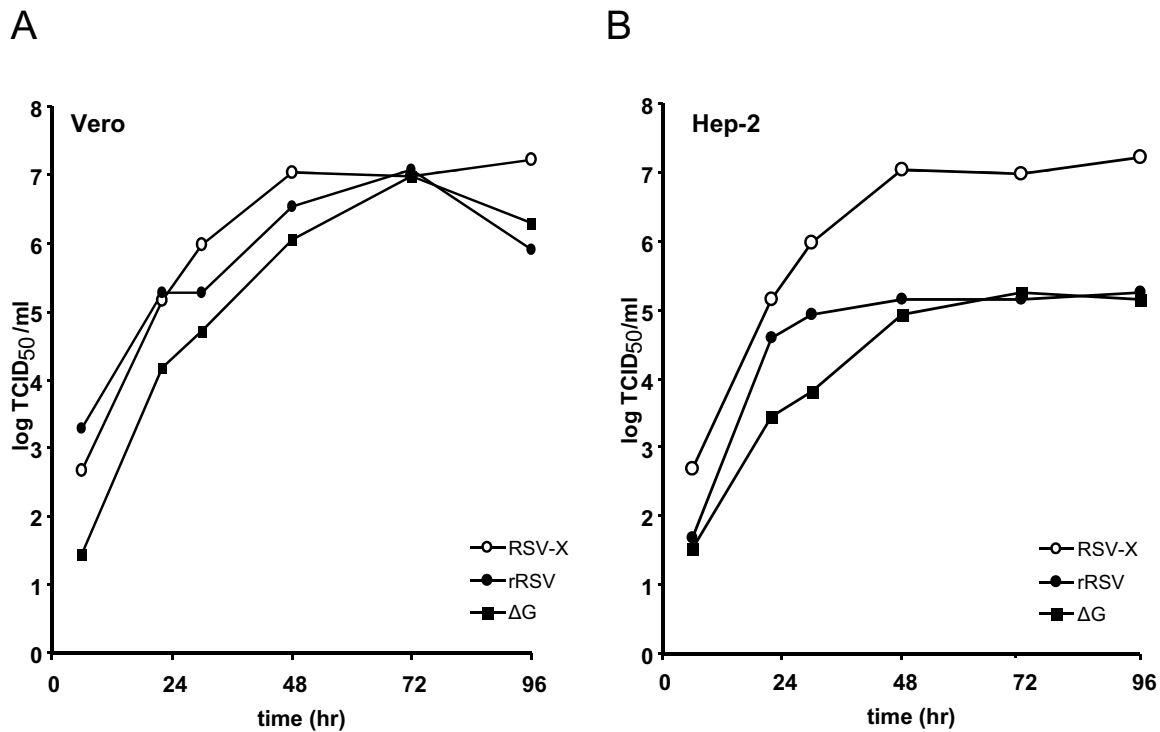 A
Vero
8
7
6
5
4
3
2
1
0
log TCID50/ml
0 24 48 72 96
time (hr)
RSV-X
rRSV
ΔG
B
Hep-2
8
7
6
5
4
3
2
1
0
log TCID50/ml
0 24 48 72 96
time (hr)
RSV-X
rRSV
ΔG